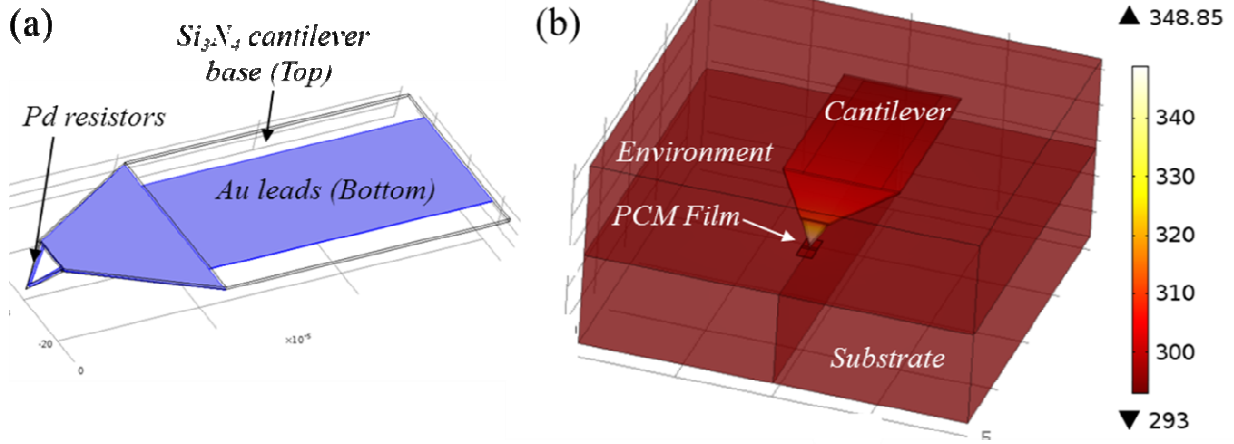 (a)
Si₃N₄ cantilever
base (Top)
Pd resistors
Au leads (Bottom)
-20
0
×10⁻⁵
(b)
Cantilever
Environment
PCM Film
Substrate
5
▲ 348.85
340
330
320
310
300
▼ 293